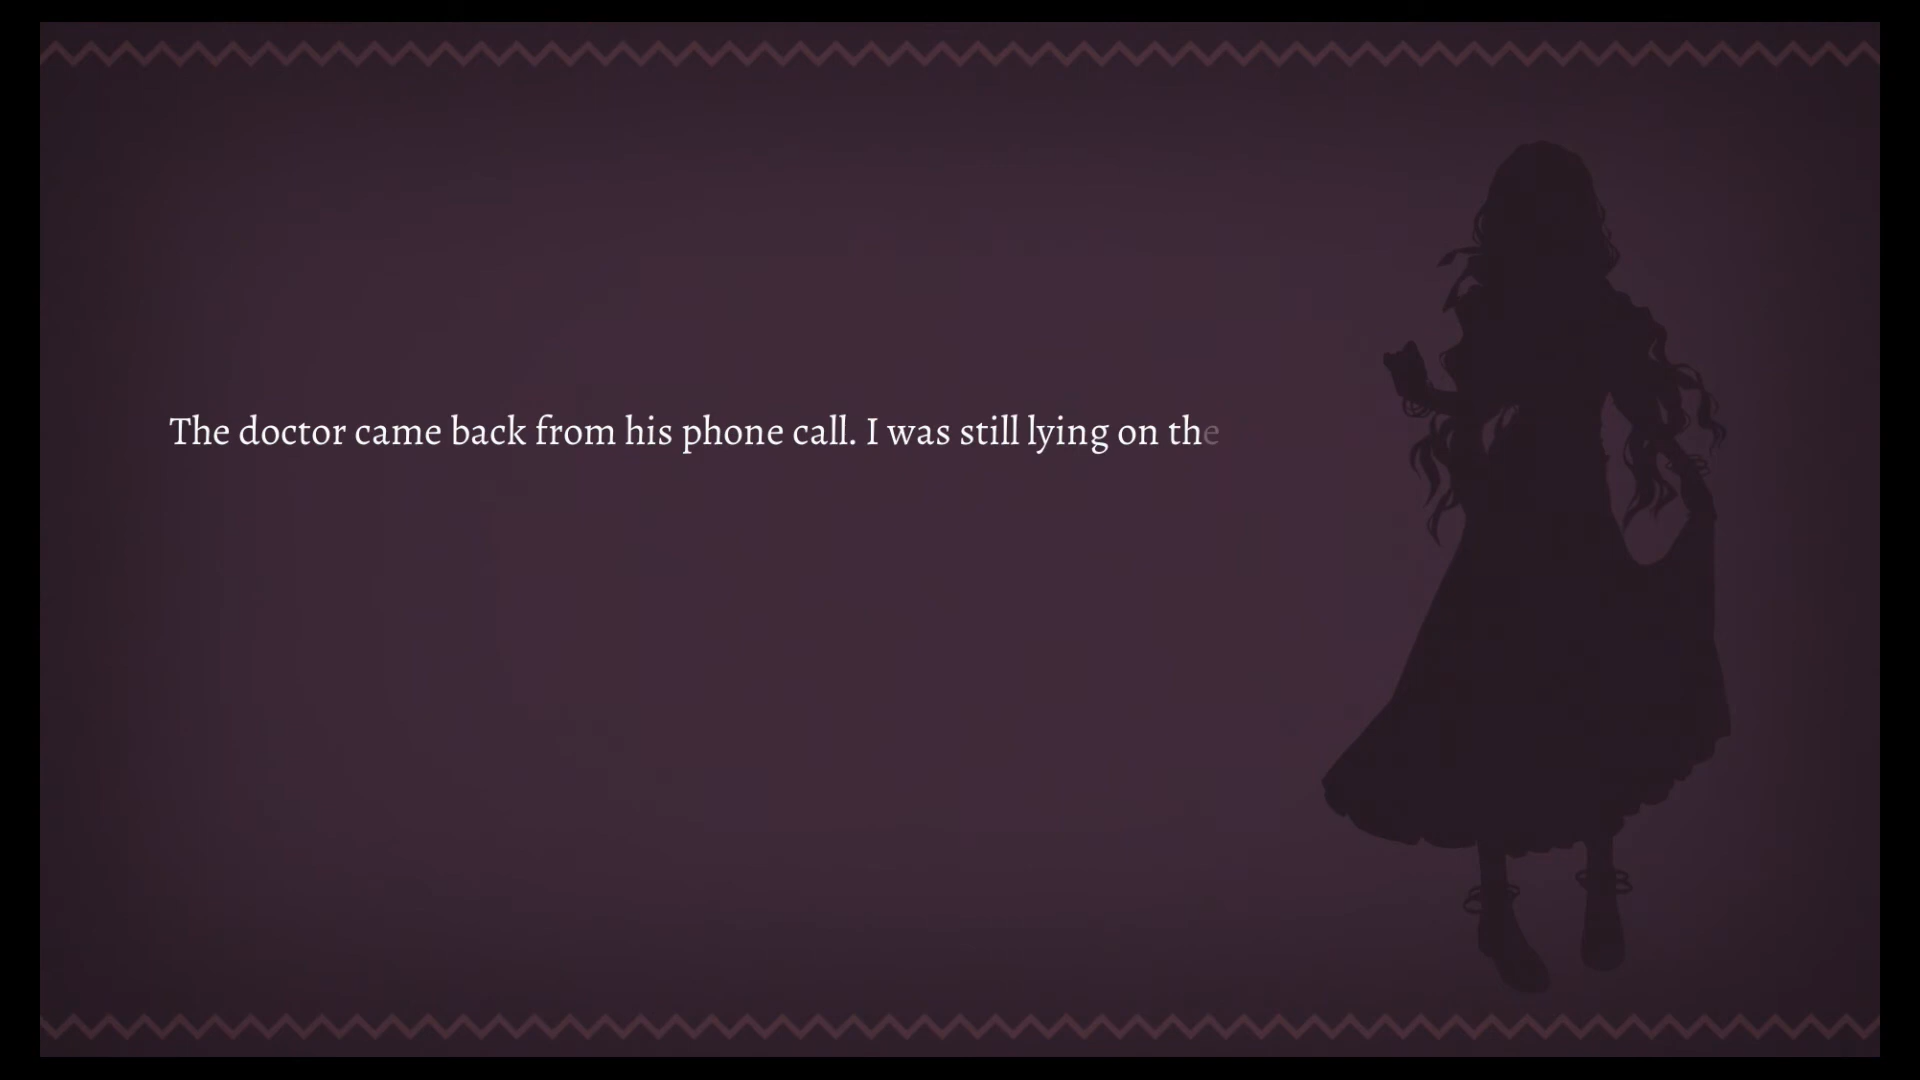 The doctor came back from his phone call. I was still lying on the